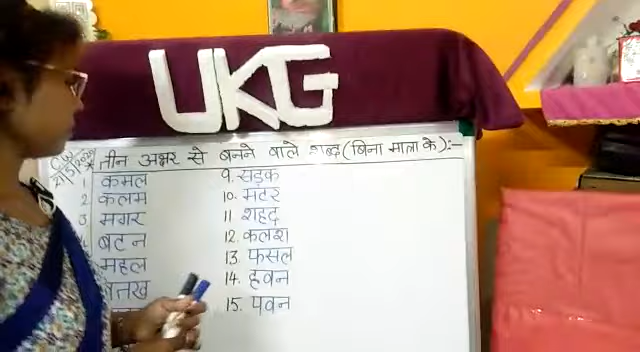 UKG
C.W
तीन अक्षर से बनने वाले शब्द (बिना मात्रा के) :-
कमल
2 कलम
3 मगर
बटन
महल
बतख
9. सड़क
10. मटर
11 शहद
12. कलश
13. फसल
14. हवन
15. पवन